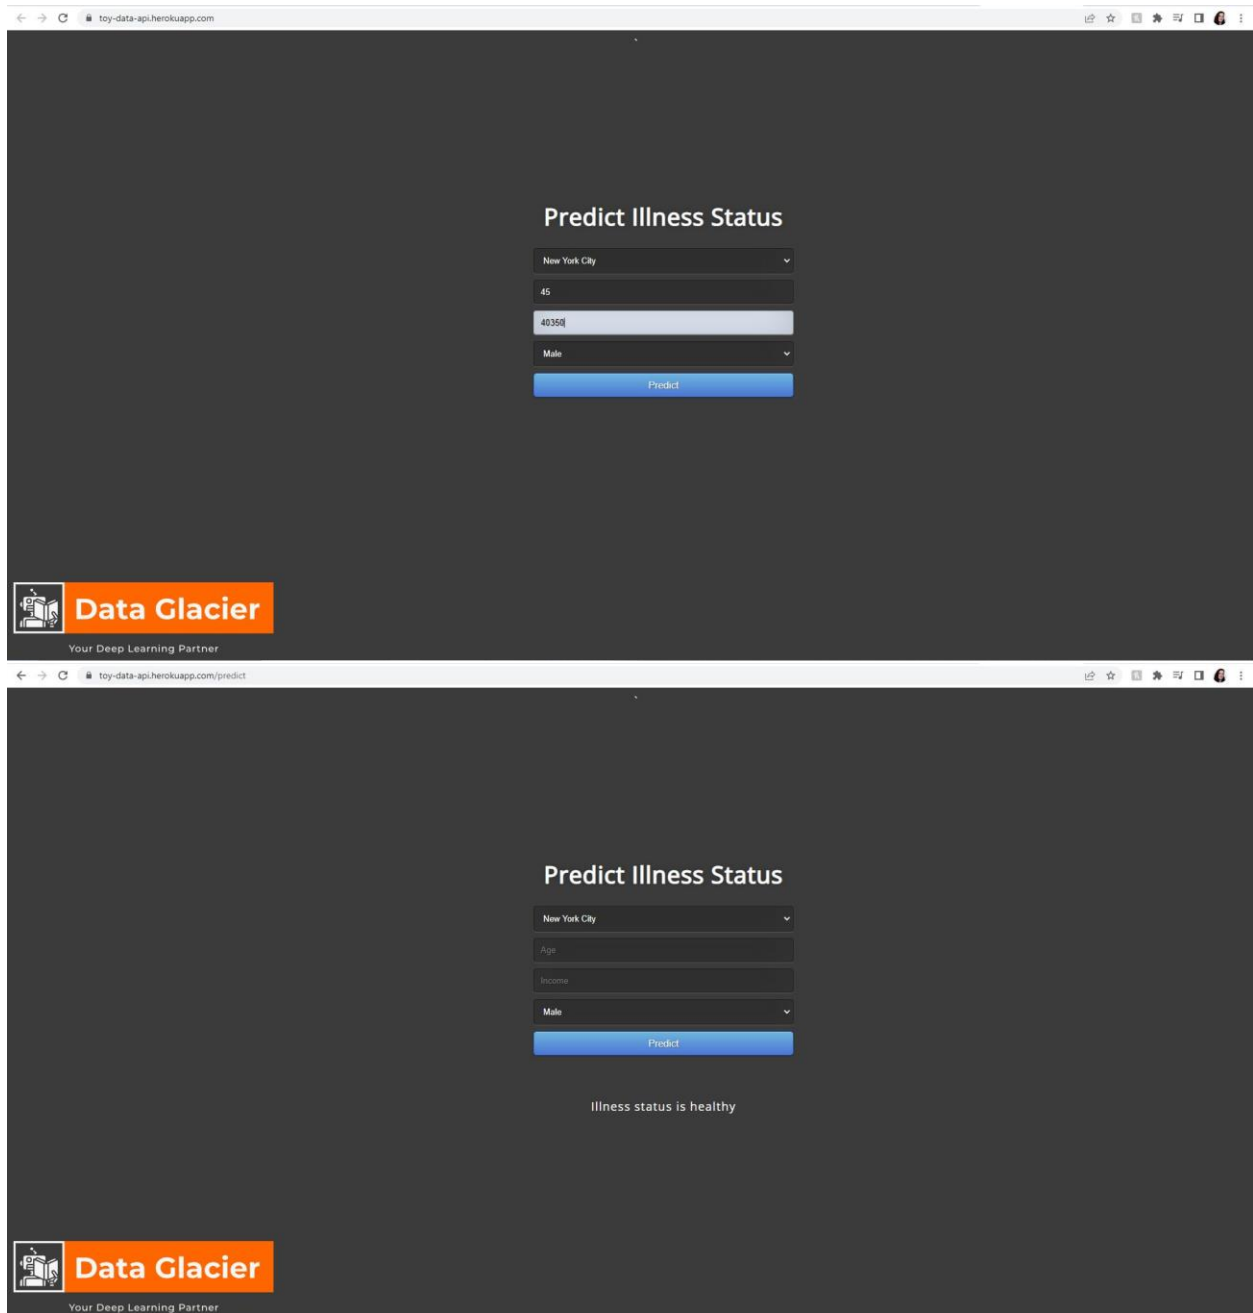 toy-data-api.herokuapp.com
`
Predict Illness Status
New York City
45
40350
Male
Predict
Data Glacier
Your Deep Learning Partner
toy-data-api.herokuapp.com/predict
`
Predict Illness Status
New York City
Age
Income
Male
Predict
Illness status is healthy
Data Glacier
Your Deep Learning Partner